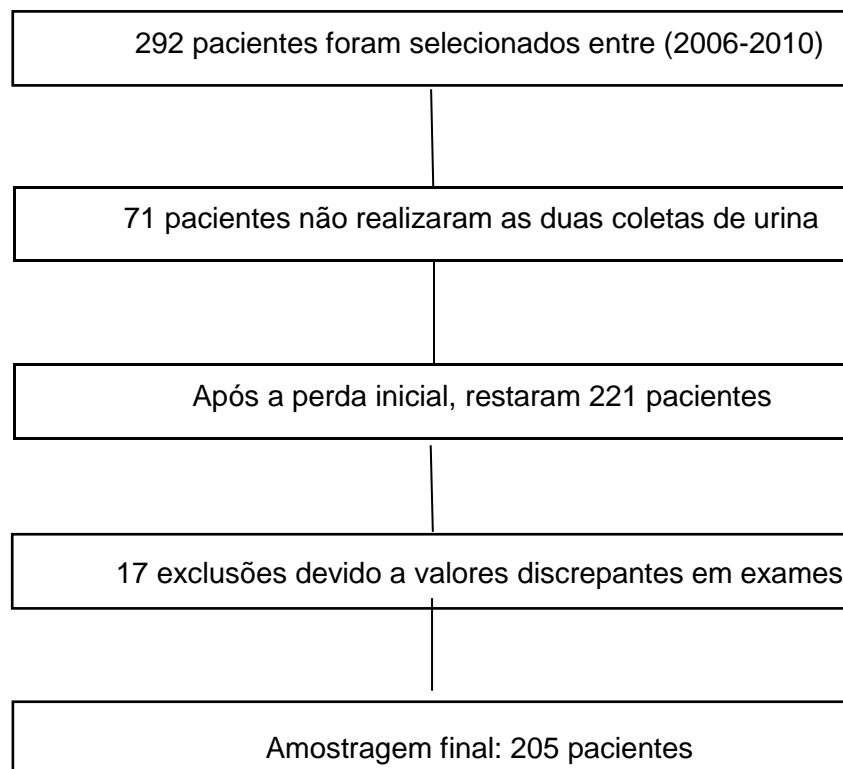 292 pacientes foram selecionados entre (2006-2010)
71 pacientes não realizaram as duas coletas de urina
Após a perda inicial, restaram 221 pacientes
17 exclusões devido a valores discrepantes em exames
Amostragem final: 205 pacientes